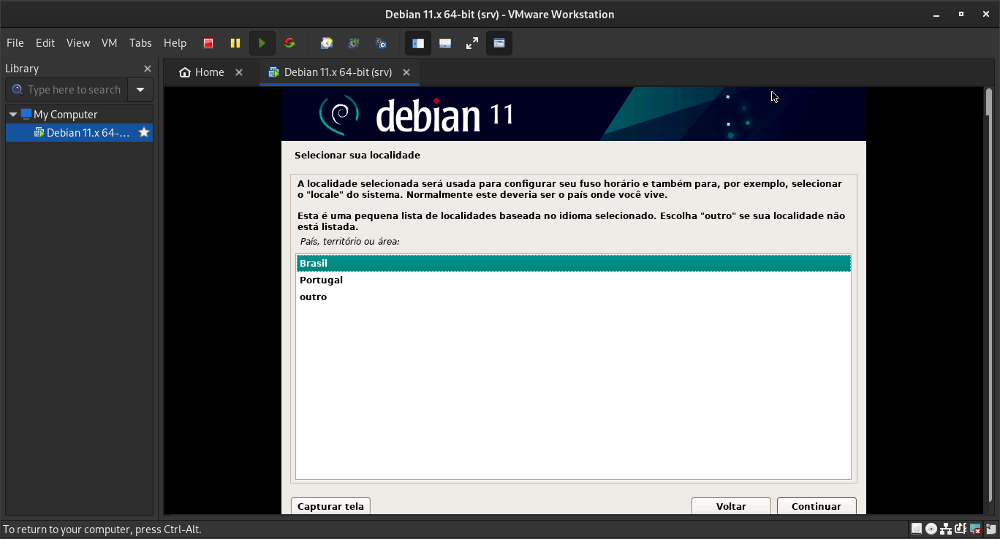 Debian 11.x 64-bit (srv) - VMware Workstation
File Edit View VM Tabs Help
Library
Home
Debian 11.x 64-bit (srv)
Type here to search
My Computer
Debian 11.x 64-...
debian 11
Selecionar sua localidade
A localidade selecionada será usada para configurar seu fuso horário e também para, por exemplo, selecionar
o "locale" do sistema. Normalmente este deveria ser o país onde você vive.
Esta é uma pequena lista de localidades baseada no idioma selecionado. Escolha "outro" se sua localidade não
está listada.
País, território ou área:
Brasil
Portugal
outro
Capturar tela
Voltar
Continuar
To return to your computer, press Ctrl-Alt.